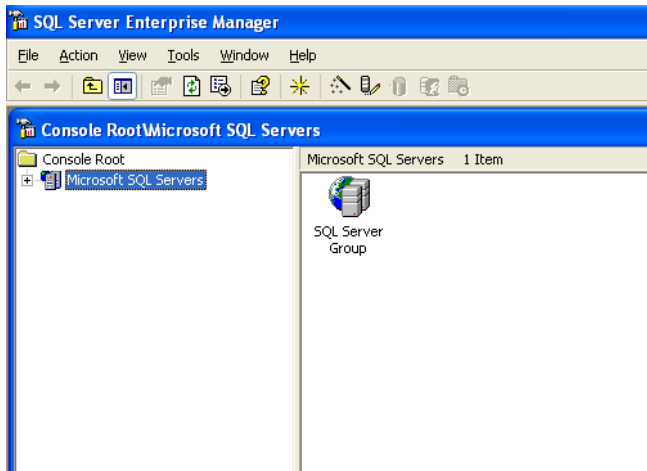 SQL Server Enterprise Manager
File Action View Tools Window Help
Console Root\Microsoft SQL Servers
Console Root
Microsoft SQL Servers
Microsoft SQL Servers 1 Item
SQL Server
Group